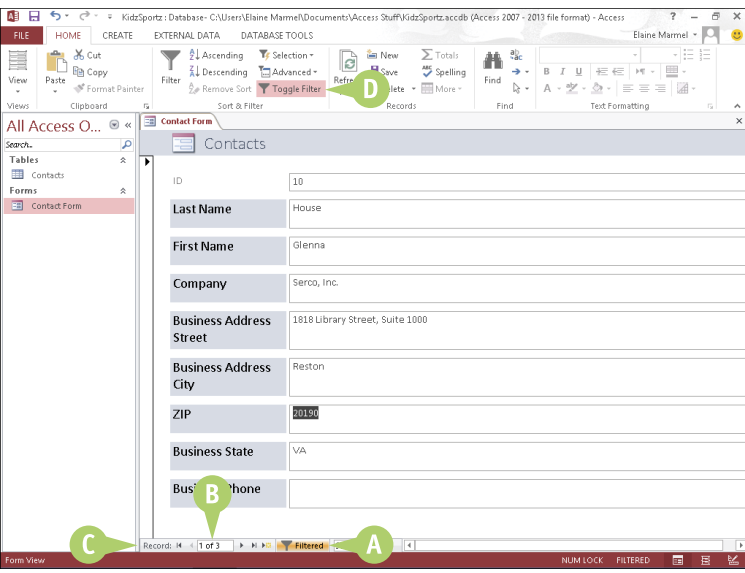 KidzSportz : Database- C:\Users\Elaine Marmel\Documents\Access Stuff\KidzSportz.accdb (Access 2007 - 2013 file format) - Access
FILE HOME CREATE EXTERNAL DATA DATABASE TOOLS Elaine Marmel
View
Views
Paste
Cut
Copy
Format Painter
Clipboard
Filter
Ascending
Descending
Remove Sort
Selection
Advanced
Toggle Filter
Sort & Filter
New
Save
Totals
Spelling
More
Records
Find
Find
B I U
A
Text Formatting
D
All Access O...
Search..
Tables
Contacts
Forms
Contact Form
Contact Form
Contacts
ID 10
Last Name House
First Name Glenna
Company Serco, Inc.
Business Address Street 1818 Library Street, Suite 1000
Business Address City Reston
ZIP 20190
Business State VA
Phone
B
C
Record: 1 of 3 Filtered
A
Form View NUM LOCK FILTERED